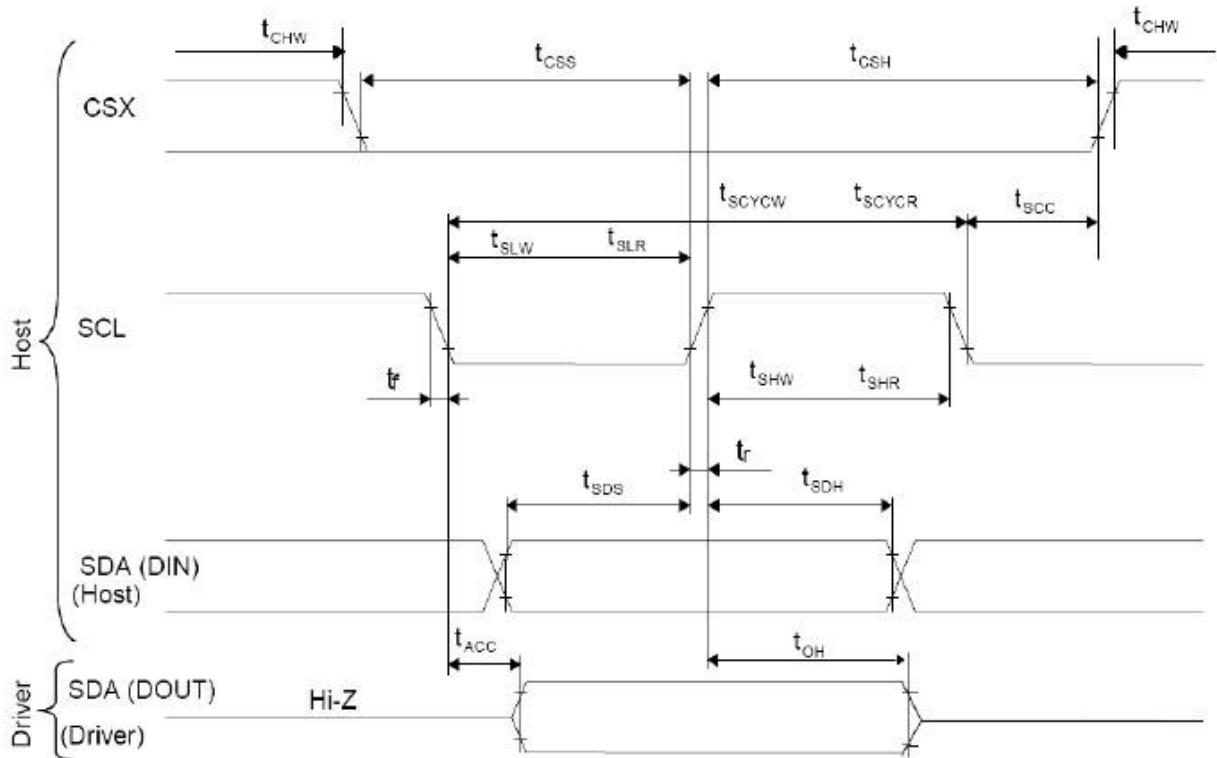 tCHW
tCHW
tCSS
tCSH
CSX
tSCYCW
tSCYCR
tSCC
tSLW
tSLR
Host
SCL
tf
tSHW
tSHR
tr
tSDS
tSDH
SDA (DIN)
(Host)
tACC
tOH
Driver
SDA (DOUT)
Hi-Z
(Driver)